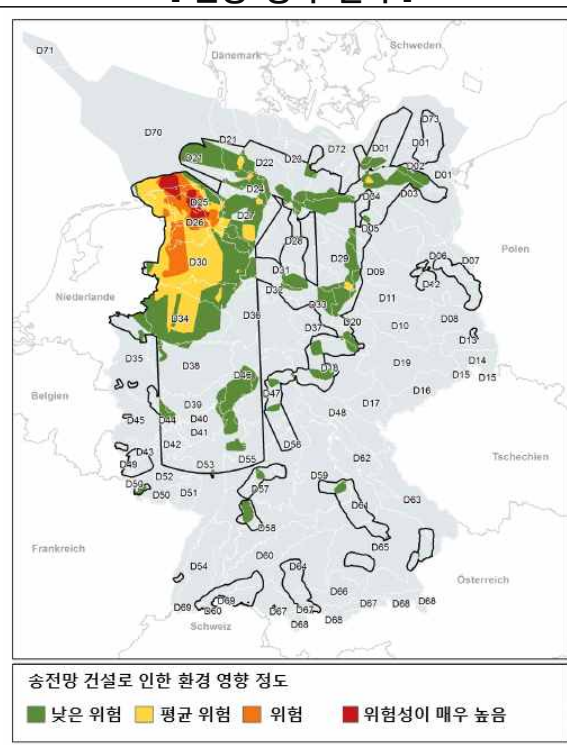 D71
Dänemark
Schweden
D70
D21
D72
D73
D01
D01
D31
D22
D23
D02
D01
D24
D03
D25
D34
D26
D27
D05
Polen
D28
D29
D06
D07
D30
D31
D09
D12
D32
D11
Niederlande
D33
D36
D08
D34
D37
D20
D10
D13
D35
D38
D18
D19
D14
D15
D15
D46
D16
Belgien
D39
D47
D17
D45
D44
D40
D48
D41
D42
D56
D43
Tschechien
D49
D53
D55
D62
D52
D59
D50
D50
D51
D57
D63
D61
D58
Frankreich
D65
D60
D54
D64
Österreich
D66
D69
D69
D60
D67
D67
D67
D68
D68
D68
D68
Schweiz
송전망 건설로 인한 환경 영향 정도
낮은 위험
평균 위험
위험
위험성이 매우 높음